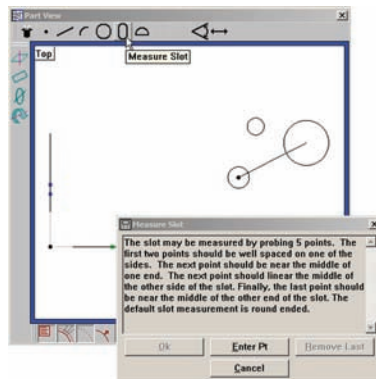 Part View
Measure Slot
Top
Measure Slot
The slot may be measured by probing 5 points. The
first two points should be well spaced on one of the
sides. The next point should be near the middle of
one end. The next point should linear the middle of
the other side of the slot. Finally, the last point should
be near the middle of the other end of the slot. The
default slot measurement is round ended.
Ok
Enter Pt
Remove Last
Cancel